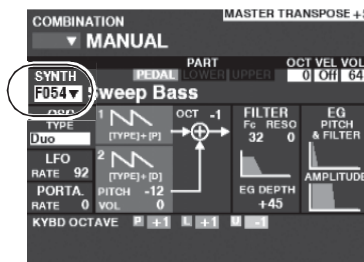 MASTER TRANSPOSE
COMBINATION
▼ MANUAL
PART OCT VEL VOL
SYNTH PEDAL LOWER UPPER 0 Off 64
F054▼ Sweep Bass
TYPE
Duo
1 [TYPE]+[P]
OCT -1
FILTER
Fc RESO
32 0
EG
PITCH
& FILTER
LFO
RATE 92
2 [TYPE]+[D]
PITCH -12
VOL 0
PORTA.
RATE 0
EG DEPTH
+45
AMPLITUDE
KYBD OCTAVE P +1 L +1 U -1